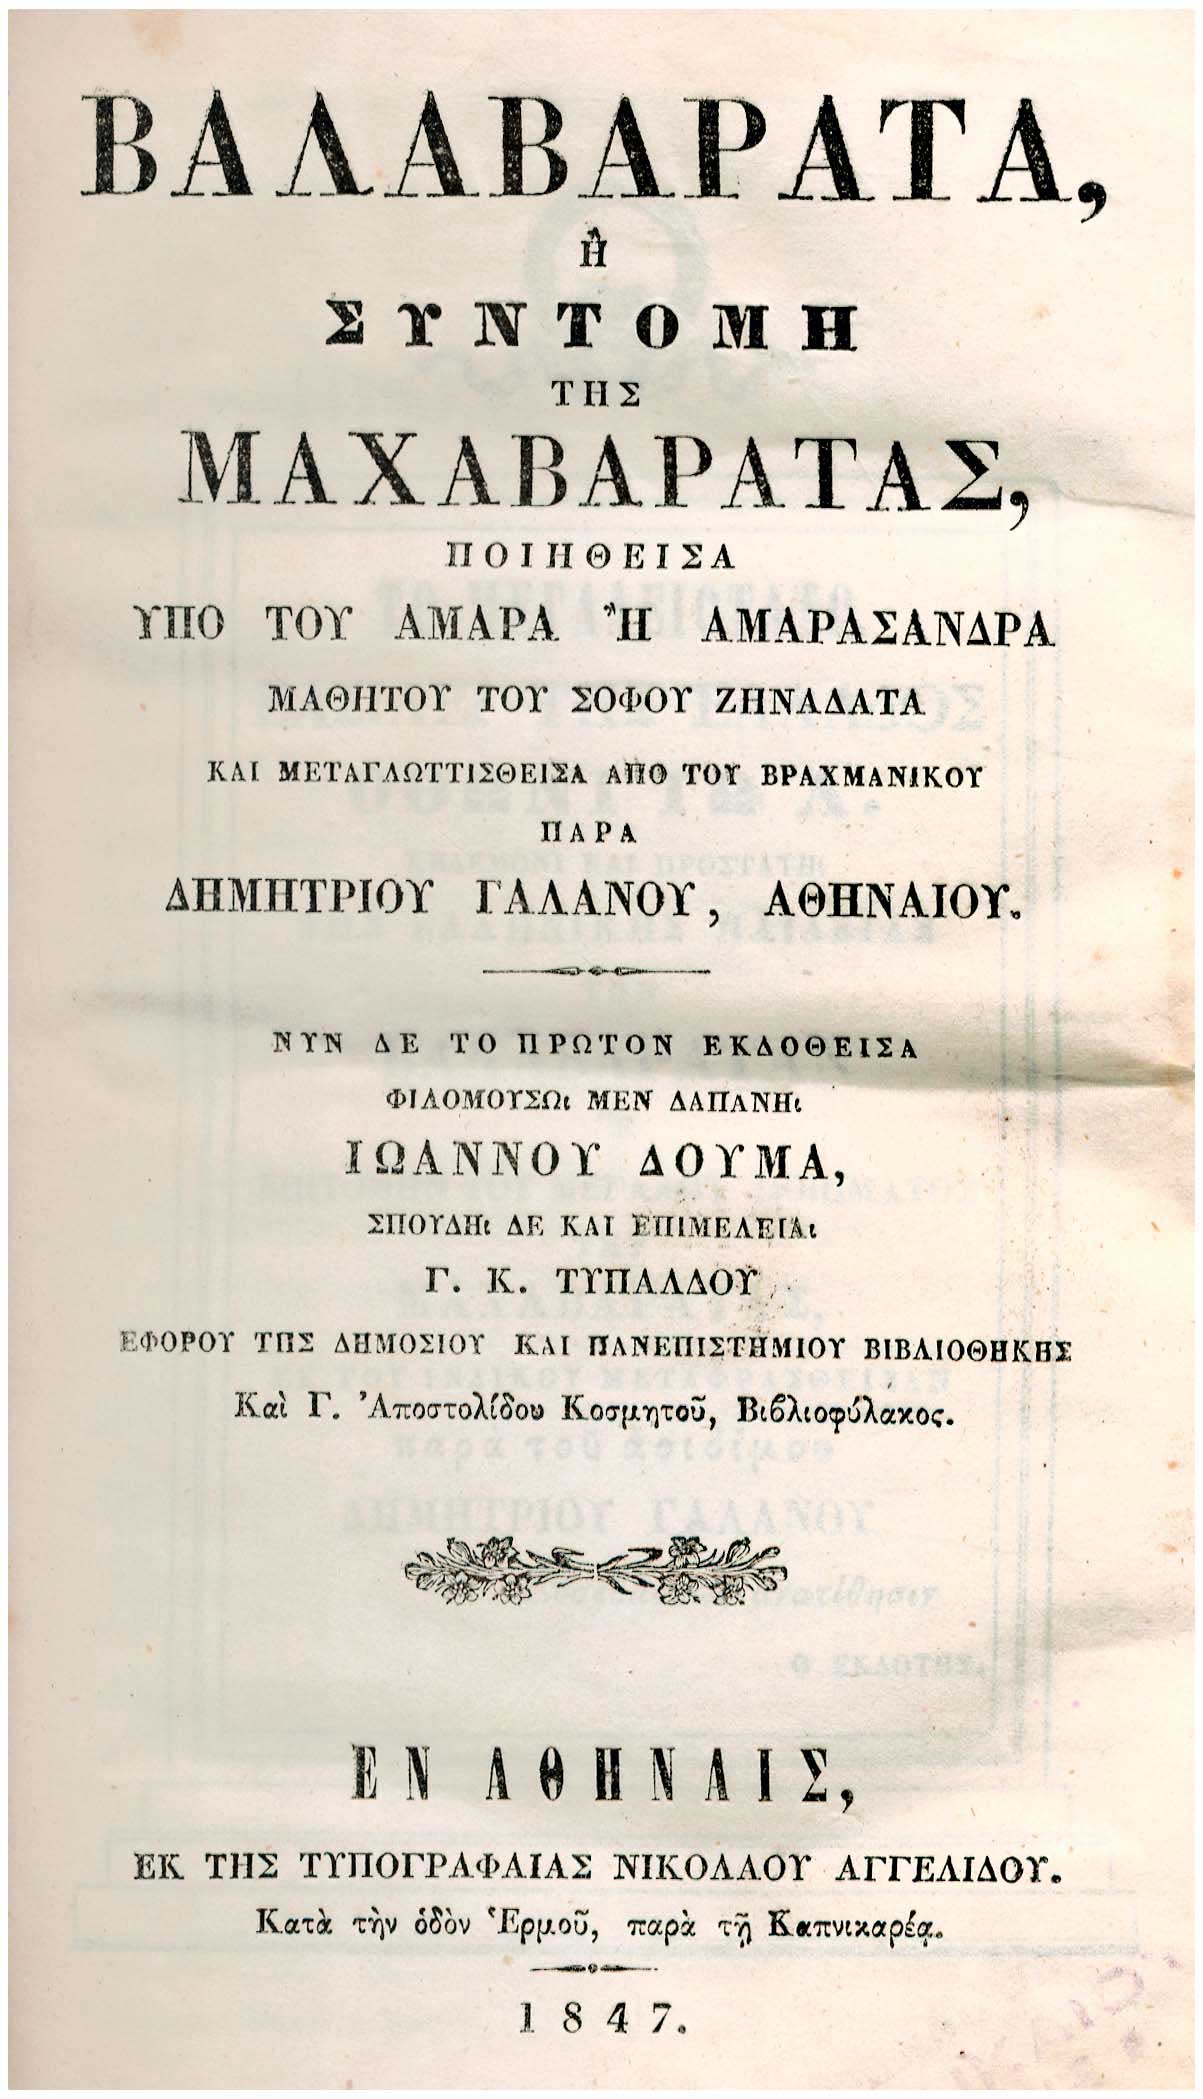 ΒΑΛΑΒΑΡΑΤΑ,
Ἢ
ΣΥΝΤΟΜΗ
ΤΗΣ
ΜΑΧΑΒΑΡΑΤΑΣ,
ΠΟΙΗΘΕΙΣΑ
ΥΠΟ ΤΟΥ ΑΜΑΡΑ Ἢ ΑΜΑΡΑΣΑΝΔΡΑ
ΜΑΘΗΤΟΥ ΤΟΥ ΣΟΦΟΥ ΖΗΝΑΔΑΤΑ
ΚΑΙ ΜΕΤΑΓΛΩΤΤΙΣΘΕΙΣΑ ΑΠΟ ΤΟΥ ΒΡΑΧΜΑΝΙΚΟΥ
ΠΑΡΑ
ΔΗΜΗΤΡΙΟΥ ΓΑΛΑΝΟΥ, ΑΘΗΝΑΙΟΥ.
ΝΥΝ ΔΕ ΤΟ ΠΡΩΤΟΝ ΕΚΔΟΘΕΙΣΑ
ΦΙΛΟΜΟΥΣΩι ΜΕΝ ΔΑΠΑΝΗι
ΙΩΑΝΝΟΥ ΔΟΥΜΑ,
ΣΠΟΥΔΗι ΔΕ ΚΑΙ ΕΠΙΜΕΛΕΙΑι
Γ. Κ. ΤΥΠΑΛΔΟΥ
ΕΦΟΡΟΥ ΤΗΣ ΔΗΜΟΣΙΟΥ ΚΑΙ ΠΑΝΕΠΙΣΤΗΜΙΟΥ ΒΙΒΛΙΟΘΗΚΗΣ
Καὶ Γ. Ἀποστολίδου Κοσμητοῦ, Βιβλιοφύλακος.
ΕΝ ΑΘΗΝΑΙΣ,
ΕΚ ΤΗΣ ΤΥΠΟΓΡΑΦΑΙΑΣ ΝΙΚΟΛΑΟΥ ΑΓΓΕΛΙΔΟΥ.
Κατὰ τὴν ὁδὸν Ἑρμοῦ, παρὰ τῇ Καπνικαρέᾳ.
1847.